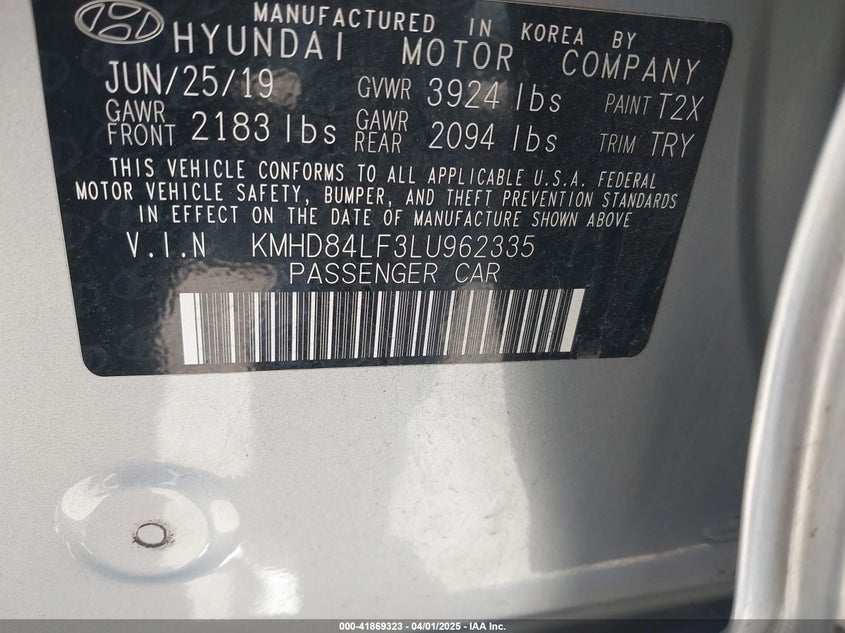 MANUFACTURED IN KOREA BY
HYUNDAI MOTOR COMPANY
JUN/25/19 GVWR 3924 lbs PAINT T2X
GAWR FRONT 2183 lbs GAWR REAR 2094 lbs TRIM TRY
THIS VEHICLE CONFORMS TO ALL APPLICABLE U.S.A. FEDERAL
MOTOR VEHICLE SAFETY, BUMPER, AND THEFT PREVENTION STANDARDS
IN EFFECT ON THE DATE OF MANUFACTURE SHOWN ABOVE
V.I.N KMHD84LF3LU962335
PASSENGER CAR
000-41869323 | 04/01/2025 - IAA Inc.